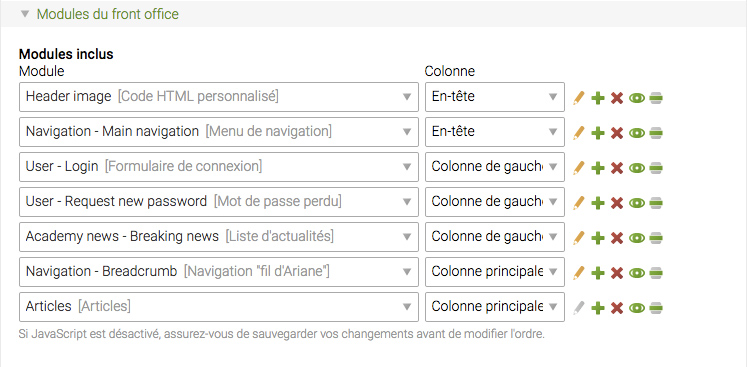 Modules du front office
Modules inclus
Module Colonne
Header image [Code HTML personnalisé] En-tête
Navigation - Main navigation [Menu de navigation] En-tête
User - Login [Formulaire de connexion] Colonne de gauche
User - Request new password [Mot de passe perdu] Colonne de gauche
Academy news - Breaking news [Liste d'actualités] Colonne de gauche
Navigation - Breadcrumb [Navigation "fil d'Ariane"] Colonne principale
Articles [Articles] Colonne principale
Si JavaScript est désactivé, assurez-vous de sauvegarder vos changements avant de modifier l'ordre.